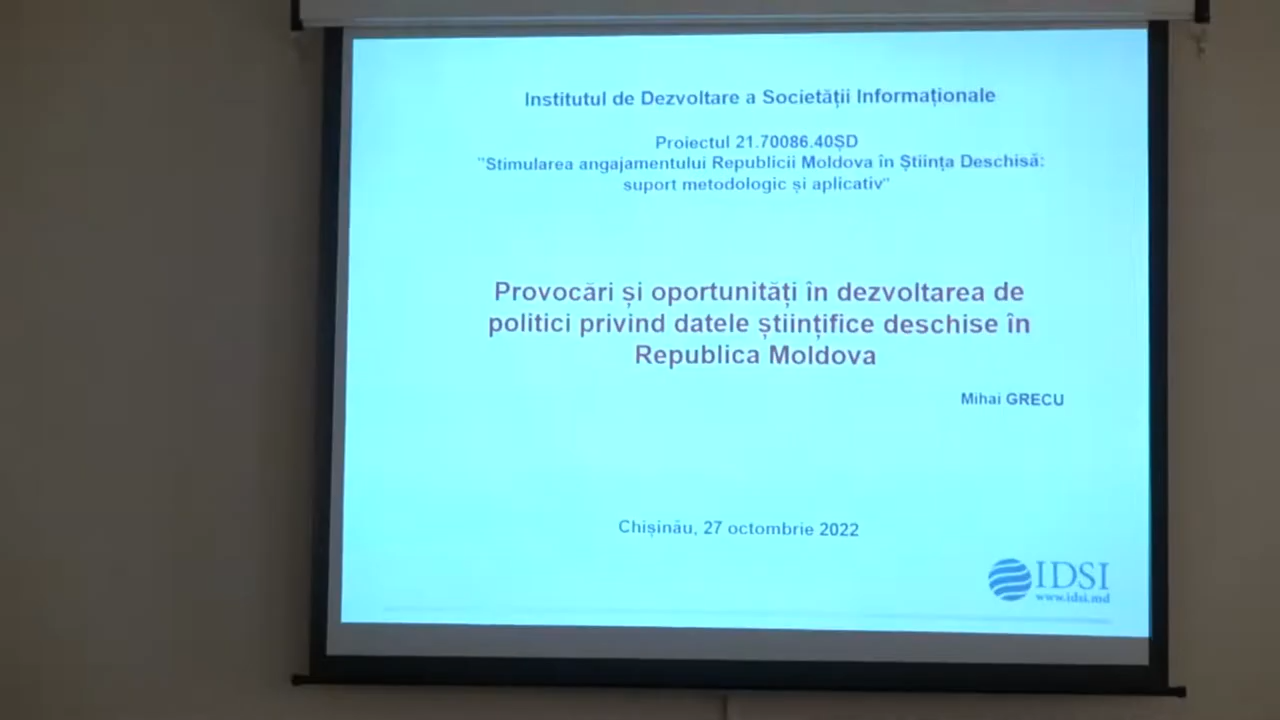 Institutul de Dezvoltare a Societății Informaționale
Proiectul 21.70086.40ȘD
"Stimularea angajamentului Republicii Moldova în Știința Deschisă:
suport metodologic și aplicativ"
Provocări și oportunități în dezvoltarea de
politici privind datele științifice deschise în
Republica Moldova
Mihai GRECU
Chișinău, 27 octombrie 2022
IDSI
www.idsi.md